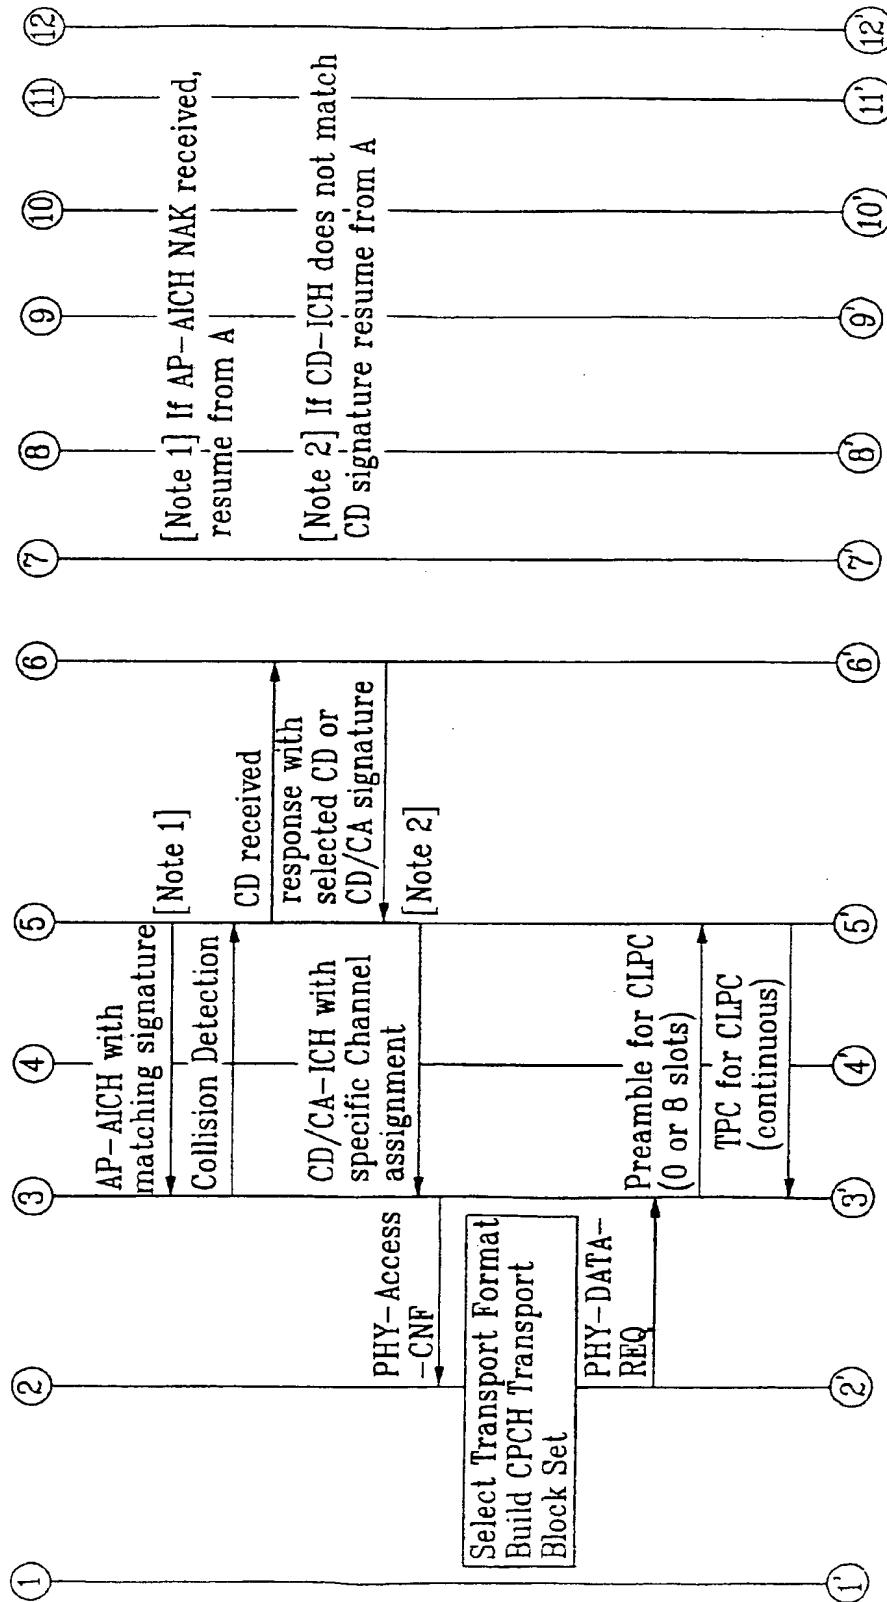 1
2
3
4
5
6
7
8
9
10
11
12
AP-AICH with
matching signature
[Note 1]
[Note 1] If AP-AICH NAK received,
resume from A
Collision Detection
CD received
response with
selected CD or
CD/CA signature
[Note 2] If CD-ICH does not match
CD signature resume from A
CD/CA-ICH with
specific Channel
assignment
[Note 2]
PHY-Access
-CNF
Select Transport Format
Build CPCH Transport
Block Set
PHY-DATA-
REQ
Preamble for CLPC
(0 or 8 slots)
TPC for CLPC
(continuous)
1'
2'
3'
4'
5'
6'
7'
8'
9'
10'
11'
12'